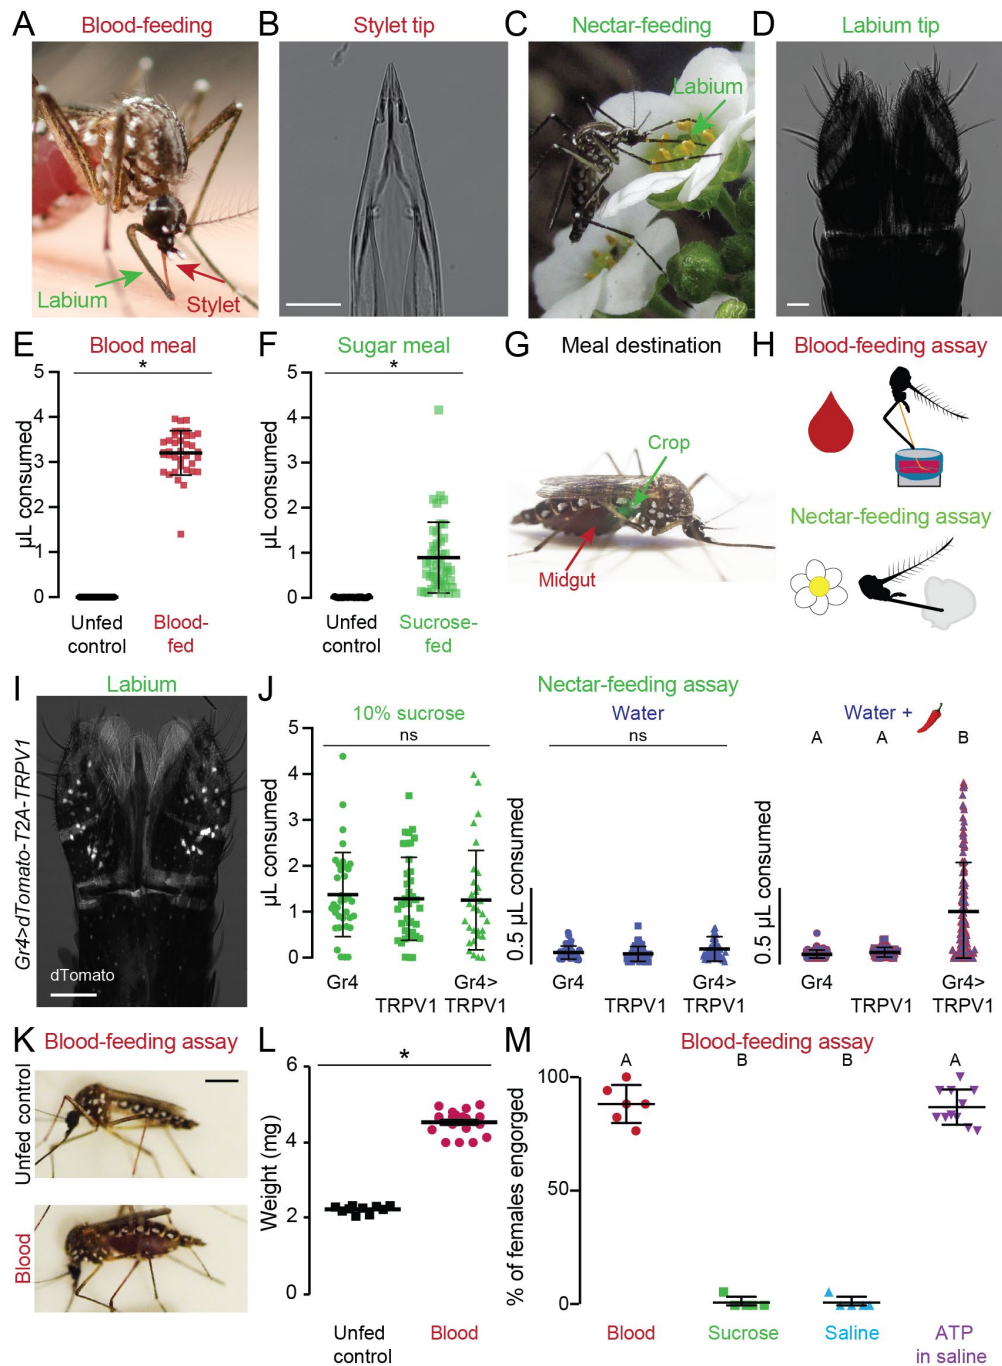 A Blood-feeding
B Stylet tip
C Nectar-feeding
D Labium tip
Labium
Stylet
Labium
E Blood meal
*
µL consumed
5
4
3
2
1
0
Unfed
control
Blood-
fed
F Sugar meal
*
µL consumed
5
4
3
2
1
0
Unfed
control
Sucrose-
fed
G Meal destination
Crop
Midgut
H Blood-feeding assay
Nectar-feeding assay
I Labium
Gr4>dTomato-T2A-TRPV1
dTomato
J Nectar-feeding assay
10% sucrose
ns
µL consumed
5
4
3
2
1
0
Gr4
TRPV1
Gr4>
TRPV1
Water
ns
0.5 µL consumed
Gr4
TRPV1
Gr4>
TRPV1
Water +
A A B
0.5 µL consumed
Gr4
TRPV1
Gr4>
TRPV1
K Blood-feeding assay
Unfed control
Blood
L
*
Weight (mg)
6
4
2
0
Unfed
control
Blood
M Blood-feeding assay
A B B A
% of females engorged
100
50
0
Blood
Sucrose
Saline
ATP
in saline